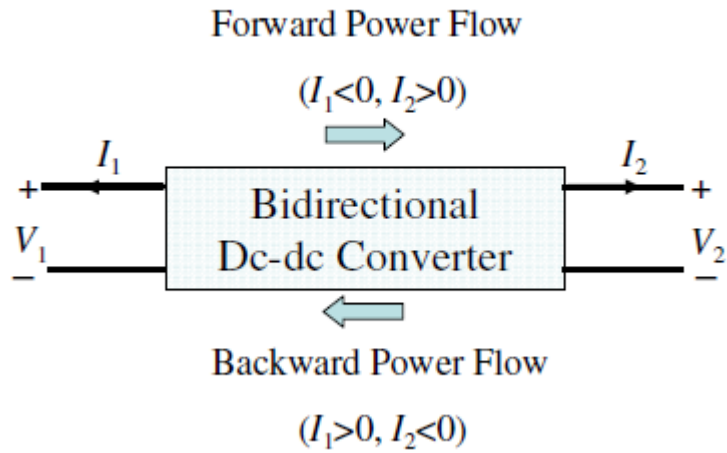 Forward Power Flow
(I₁<0, I₂>0)
I₁ I₂
+ +
Bidirectional
V₁ Dc-dc Converter V₂
− −
Backward Power Flow
(I₁>0, I₂<0)